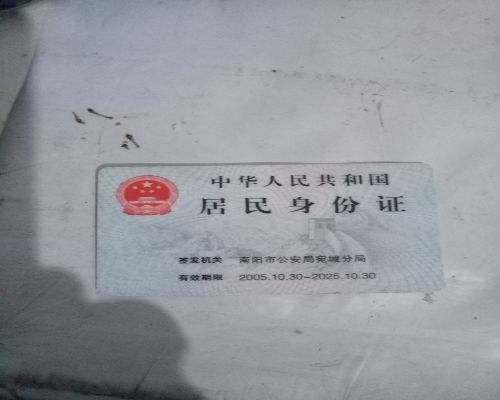 中华人民共和国
居民身份证
签发机关 南阳市公安局宛城分局
有效期限 2005.10.30-2025.10.30